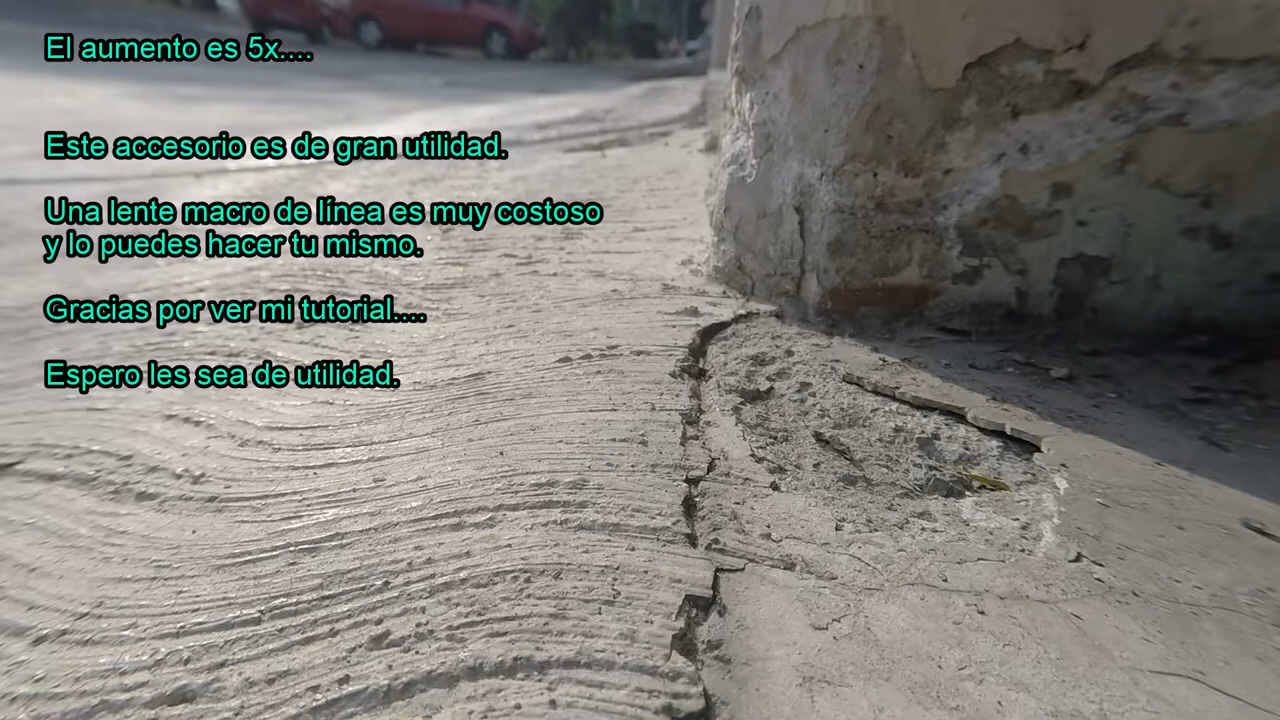 El aumento es 5x....
Este accesorio es de gran utilidad.
Una lente macro de línea es muy costoso
y lo puedes hacer tu mismo.
Gracias por ver mi tutorial....
Espero les sea de utilidad.